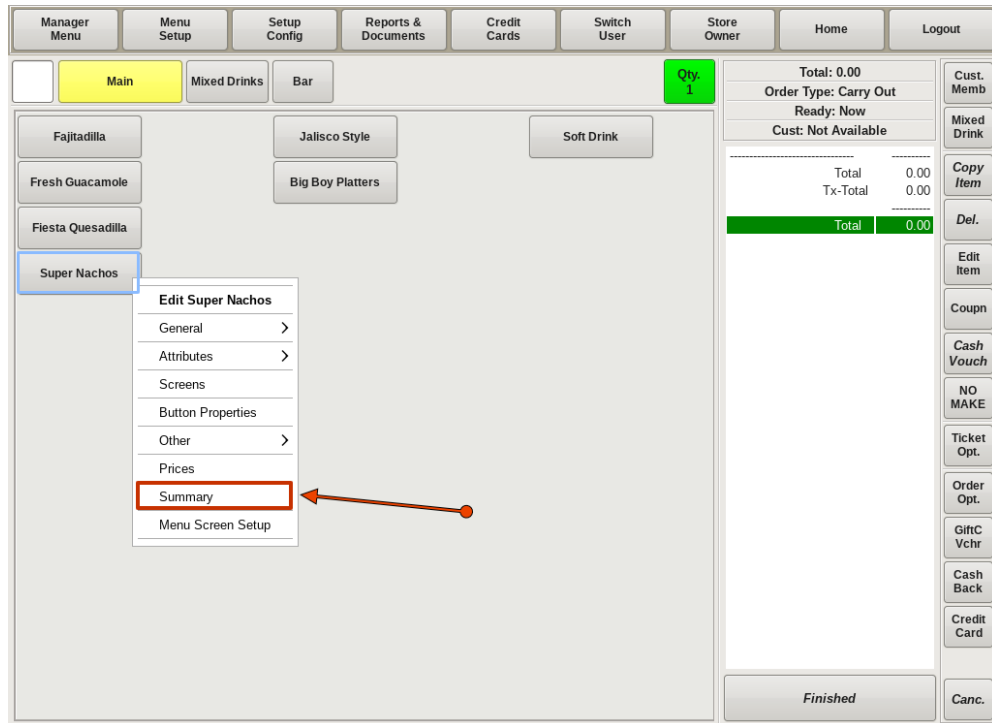 Manager
Menu
Menu
Setup
Setup
Config
Reports &
Documents
Credit
Cards
Switch
User
Store
Owner
Home
Logout
Main
Mixed Drinks
Bar
Qty.
1
Fajitadilla
Jalisco Style
Soft Drink
Fresh Guacamole
Big Boy Platters
Fiesta Quesadilla
Super Nachos
Edit Super Nachos
General
Attributes
Screens
Button Properties
Other
Prices
Summary
Menu Screen Setup
Total: 0.00
Order Type: Carry Out
Ready: Now
Cust: Not Available
Total 0.00
Tx-Total 0.00
Total 0.00
Finished
Cust.
Memb
Mixed
Drink
Copy
Item
Del.
Edit
Item
Coupn
Cash
Vouch
NO
MAKE
Ticket
Opt.
Order
Opt.
GiftC
Vchr
Cash
Back
Credit
Card
Canc.